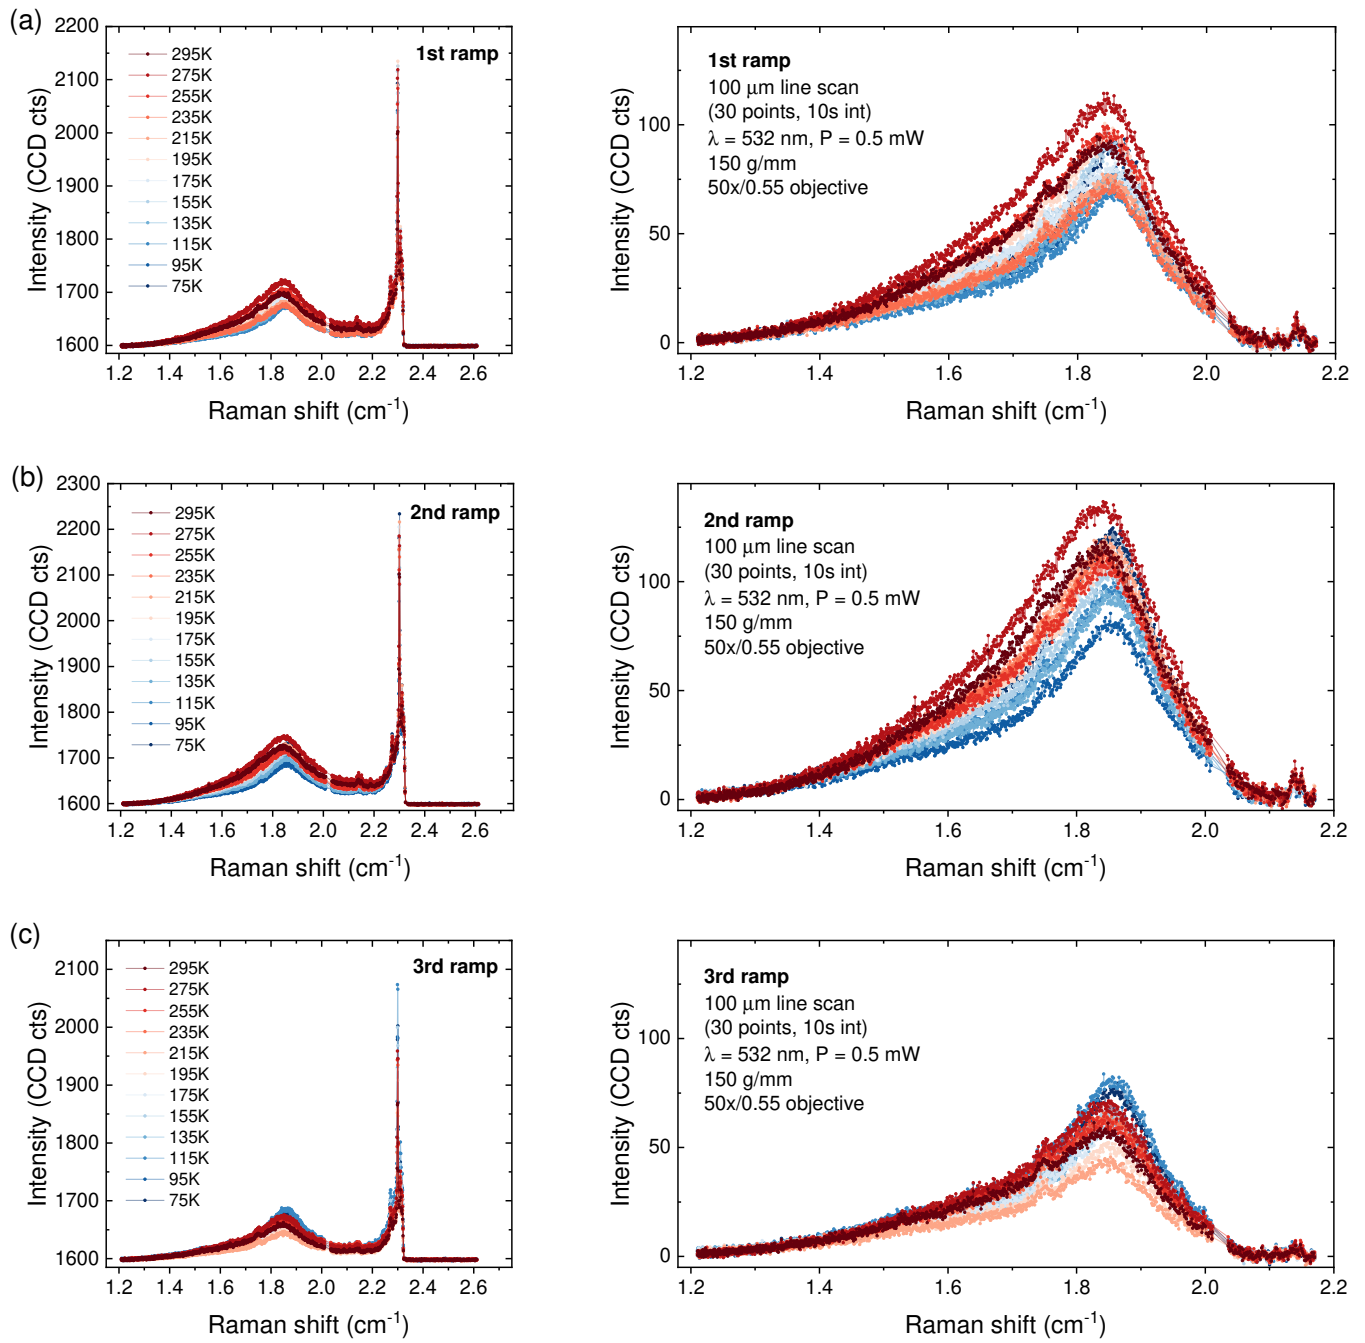 (a)
2200
2100
2000
1900
1800
1700
1600
Intensity (CCD cts)
295K
275K
255K
235K
215K
195K
175K
155K
135K
115K
95K
75K
1st ramp
1.2 1.4 1.6 1.8 2.0 2.2 2.4 2.6
Raman shift (cm-1)
100
50
0
Intensity (CCD cts)
1st ramp
100 μm line scan
(30 points, 10s int)
λ = 532 nm, P = 0.5 mW
150 g/mm
50x/0.55 objective
1.2 1.4 1.6 1.8 2.0 2.2
Raman shift (cm-1)
(b)
2300
2200
2100
2000
1900
1800
1700
1600
Intensity (CCD cts)
295K
275K
255K
235K
215K
195K
175K
155K
135K
115K
95K
75K
2nd ramp
1.2 1.4 1.6 1.8 2.0 2.2 2.4 2.6
Raman shift (cm-1)
100
50
0
Intensity (CCD cts)
2nd ramp
100 μm line scan
(30 points, 10s int)
λ = 532 nm, P = 0.5 mW
150 g/mm
50x/0.55 objective
1.2 1.4 1.6 1.8 2.0 2.2
Raman shift (cm-1)
(c)
2100
2000
1900
1800
1700
1600
Intensity (CCD cts)
295K
275K
255K
235K
215K
195K
175K
155K
135K
115K
95K
75K
3rd ramp
1.2 1.4 1.6 1.8 2.0 2.2 2.4 2.6
Raman shift (cm-1)
100
50
0
Intensity (CCD cts)
3rd ramp
100 μm line scan
(30 points, 10s int)
λ = 532 nm, P = 0.5 mW
150 g/mm
50x/0.55 objective
1.2 1.4 1.6 1.8 2.0 2.2
Raman shift (cm-1)